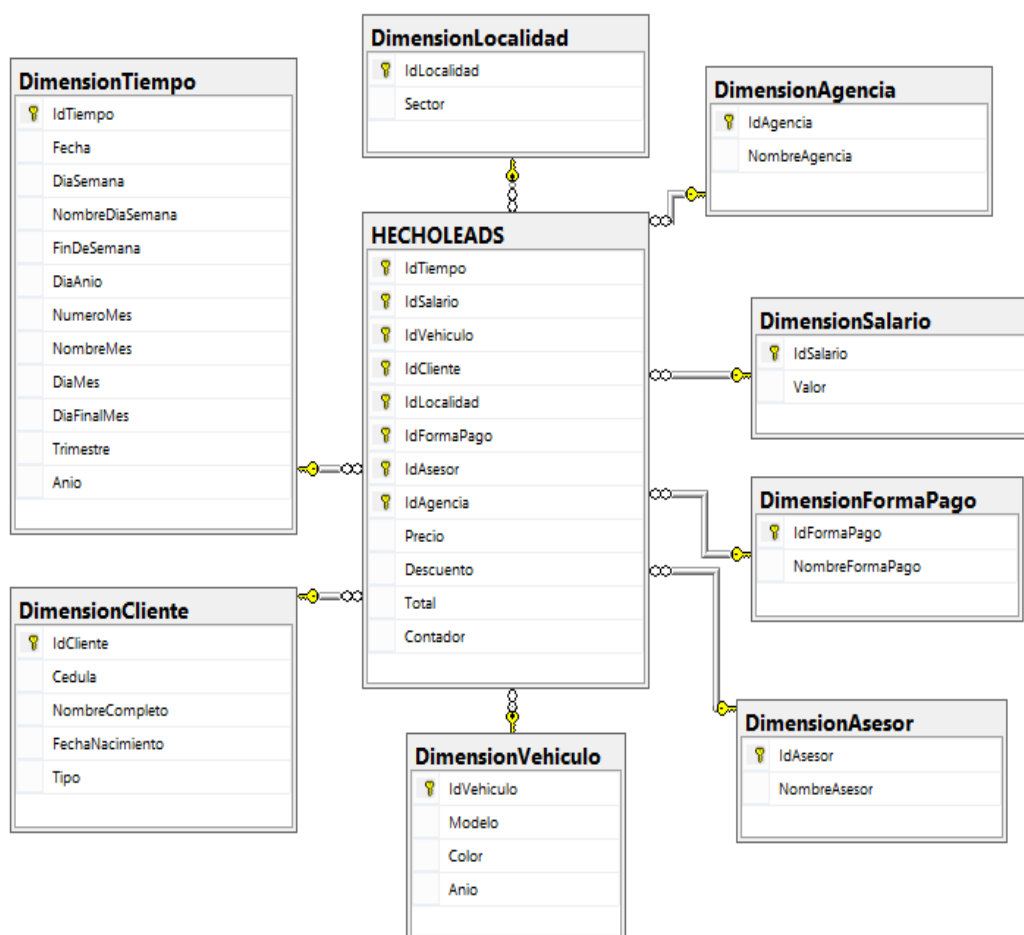 DimensionLocalidad
IdLocalidad
Sector
DimensionTiempo
IdTiempo
Fecha
DiaSemana
NombreDiaSemana
FinDeSemana
DiaAnio
NumeroMes
NombreMes
DiaMes
DiaFinalMes
Trimestre
Anio
DimensionAgencia
IdAgencia
NombreAgencia
HECHOLEADS
IdTiempo
IdSalario
IdVehiculo
IdCliente
IdLocalidad
IdFormaPago
IdAsesor
IdAgencia
Precio
Descuento
Total
Contador
DimensionSalario
IdSalario
Valor
DimensionFormaPago
IdFormaPago
NombreFormaPago
DimensionCliente
IdCliente
Cedula
NombreCompleto
FechaNacimiento
Tipo
DimensionAsesor
IdAsesor
NombreAsesor
DimensionVehiculo
IdVehiculo
Modelo
Color
Anio